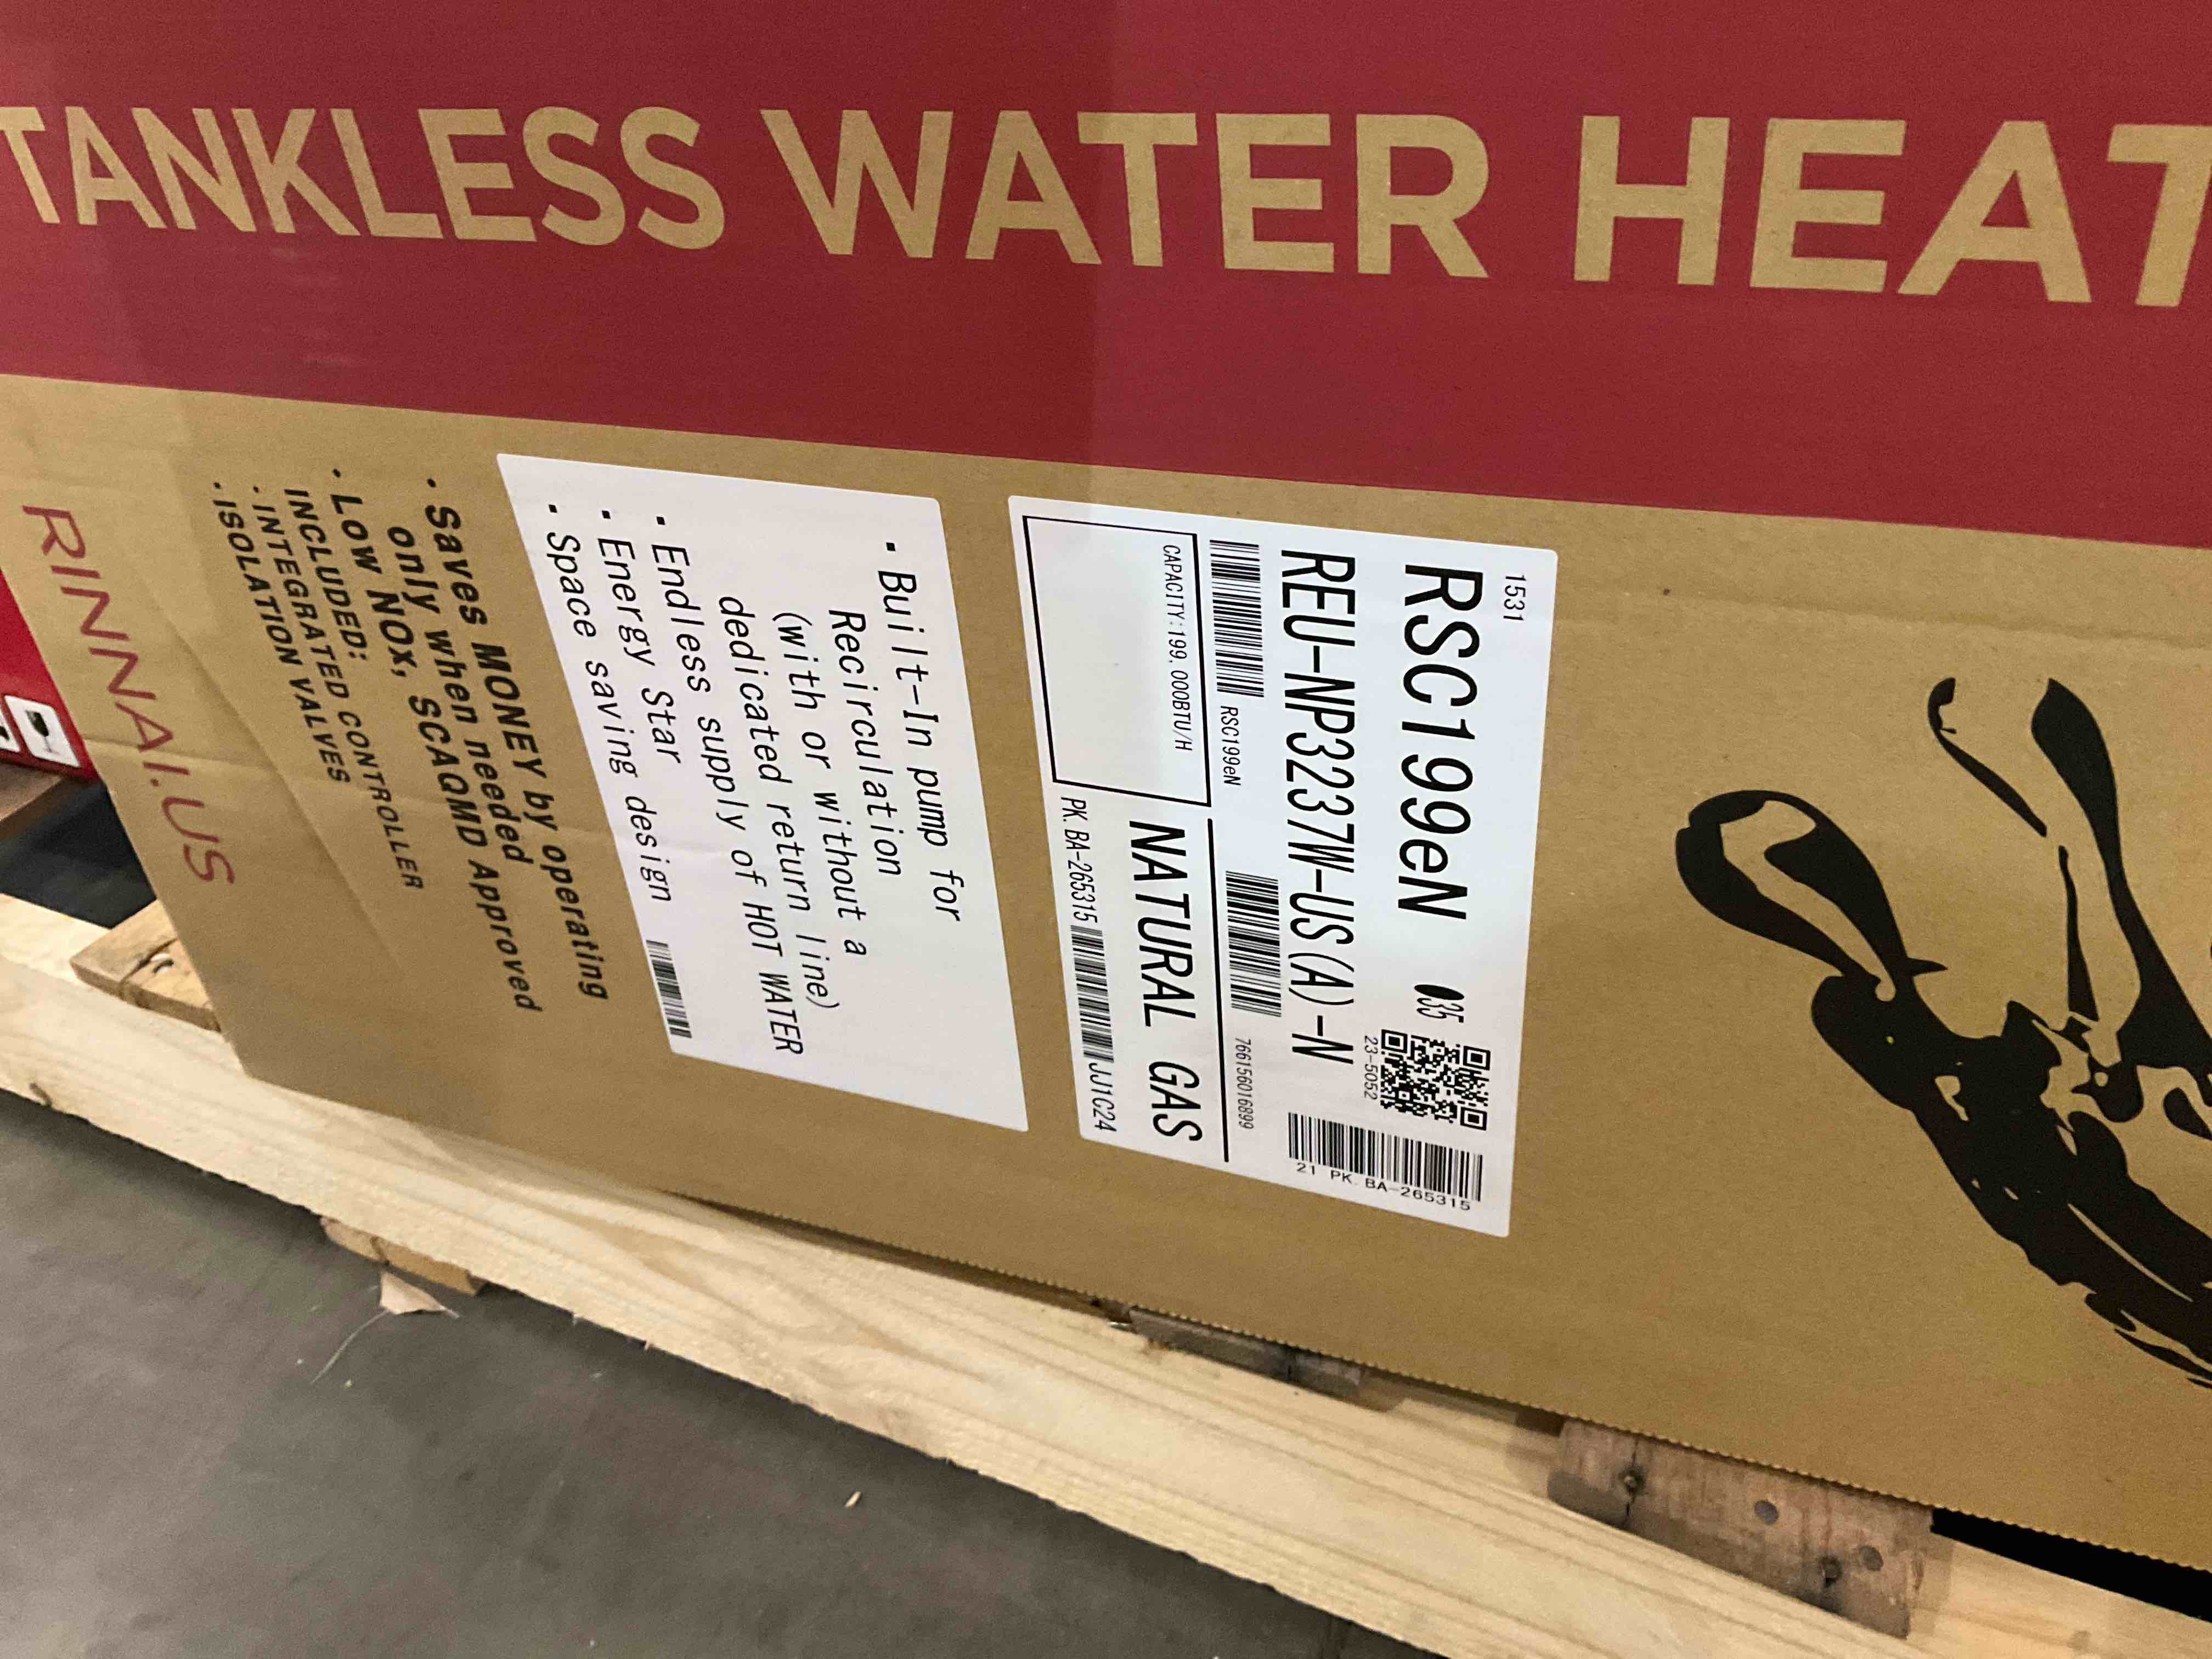 TANKLESS WATER HEAT
1531
RSC199eN
35
23-5052
REU-NP3237W-US(A)-N
RSC199eN
766156016899
21 PK. BA-265315
CAPACITY:199,000BTU/H
NATURAL GAS
PK. BA-265315
JJ1C24
· Built-In pump for
Recirculation
(with or without a
dedicated return line)
· Endless supply of HOT WATER
· Energy Star
· Space saving design
· Saves MONEY by operating
only when needed
· Low NOx, SCAQMD Approved
INCLUDED:
· INTEGRATED CONTROLLER
· ISOLATION VALVES
RINNAI.US